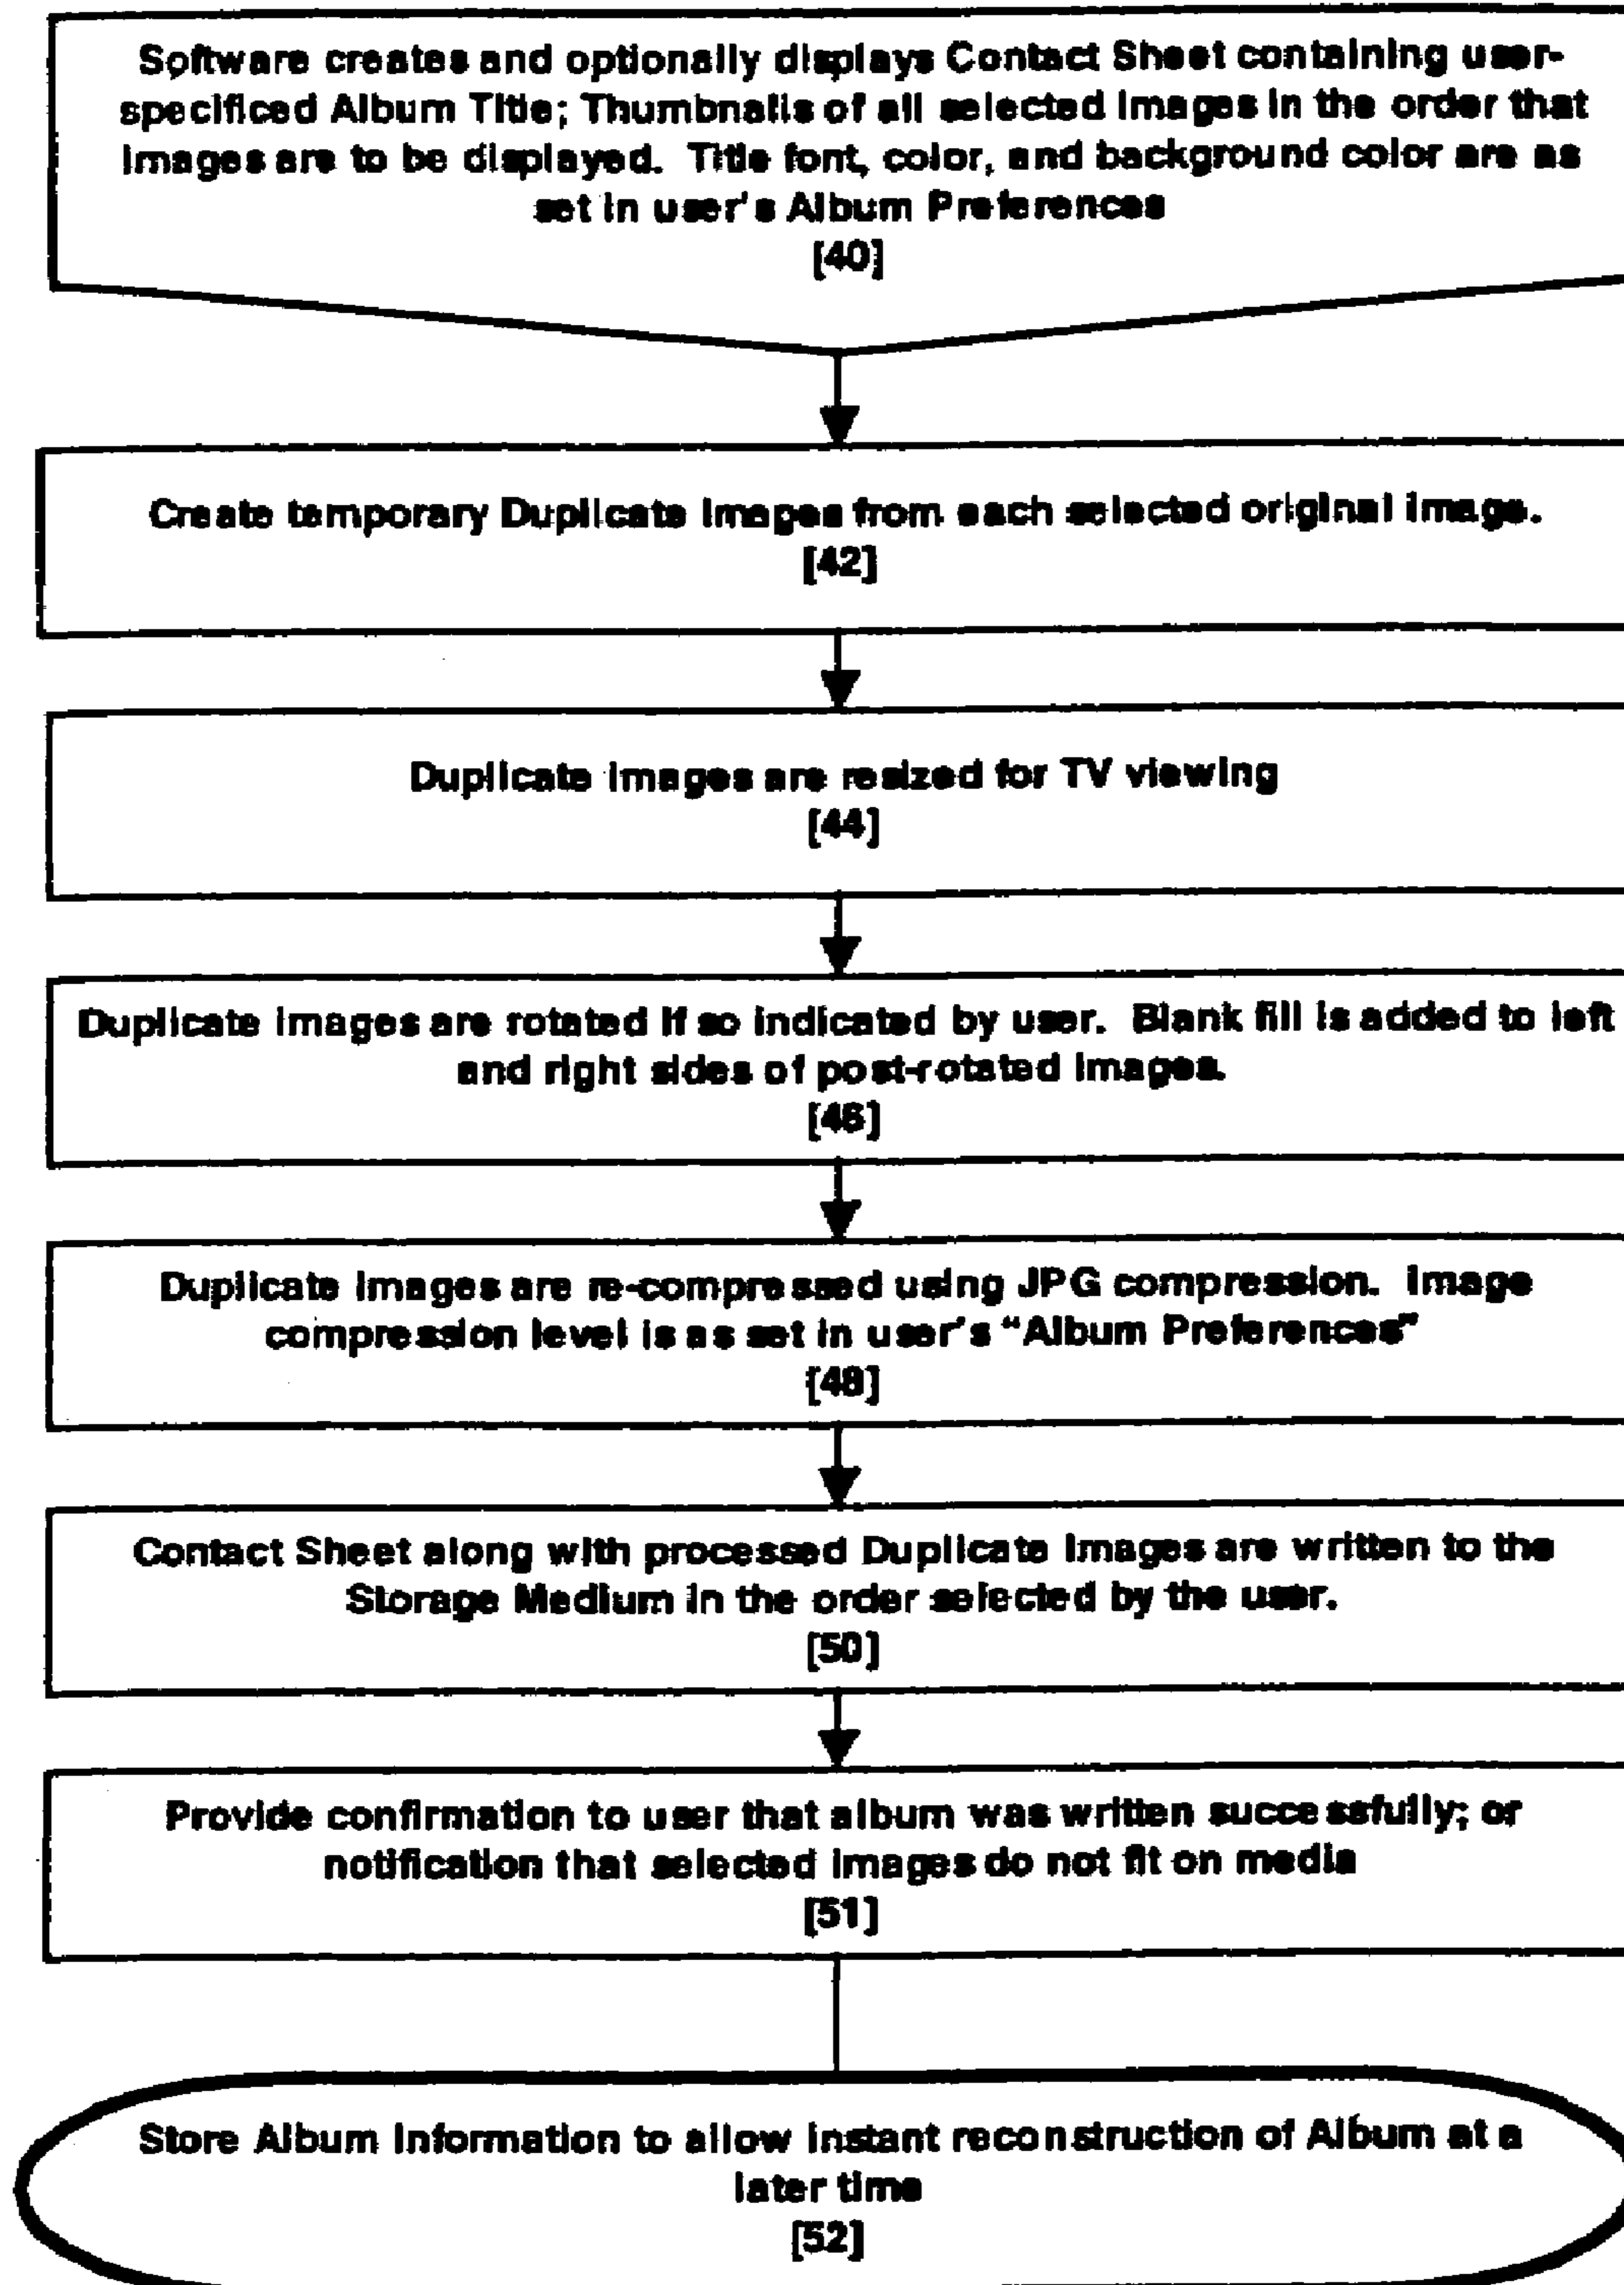 Software creates and optionally displays Contact Sheet containing user-
specificed Album Title; Thumbnails of all selected images in the order that
images are to be displayed. Title font, color, and background color are as
set in user's Album Preferences
[40]
Create temporary Duplicate Images from each selected original image.
[42]
Duplicate images are resized for TV viewing
[44]
Duplicate images are rotated if so indicated by user. Blank fill is added to left
and right sides of post-rotated images.
[46]
Duplicate images are re-compressed using JPG compression. Image
compression level is as set in user's "Album Preferences"
[48]
Contact Sheet along with processed Duplicate Images are written to the
Storage Medium in the order selected by the user.
[50]
Provide confirmation to user that album was written successfully; or
notification that selected images do not fit on media
[51]
Store Album Information to allow instant reconstruction of Album at a
later time
[52]